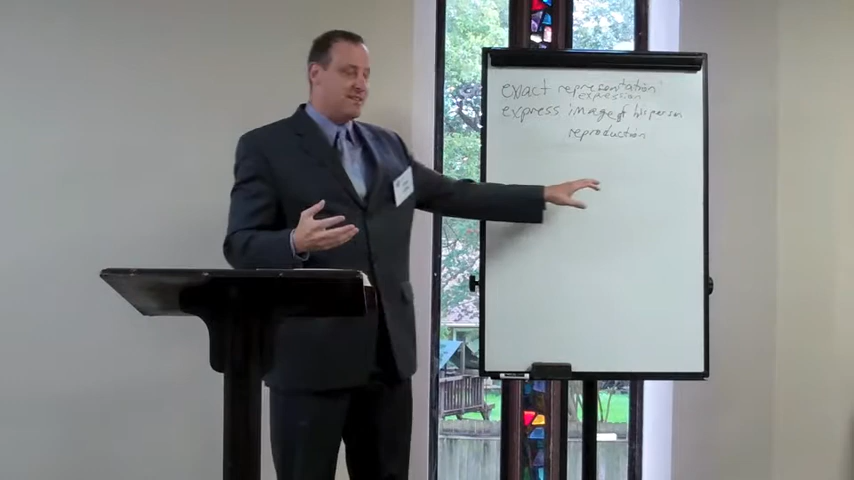 exact representation
expression
express image of his person
reproduction